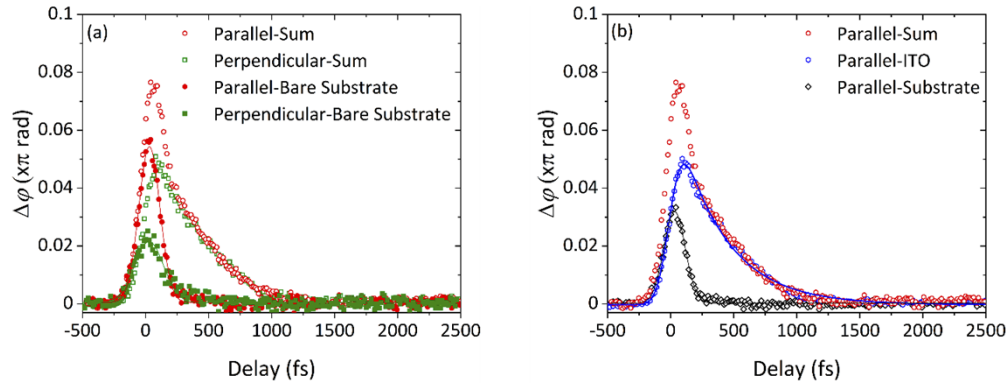 (a)
Parallel-Sum
Perpendicular-Sum
Parallel-Bare Substrate
Perpendicular-Bare Substrate
0.1
0.08
0.06
0.04
0.02
0
Δφ (xπ rad)
-500 0 500 1000 1500 2000 2500
Delay (fs)
(b)
Parallel-Sum
Parallel-ITO
Parallel-Substrate
0.1
0.08
0.06
0.04
0.02
0
Δφ (xπ rad)
-500 0 500 1000 1500 2000 2500
Delay (fs)